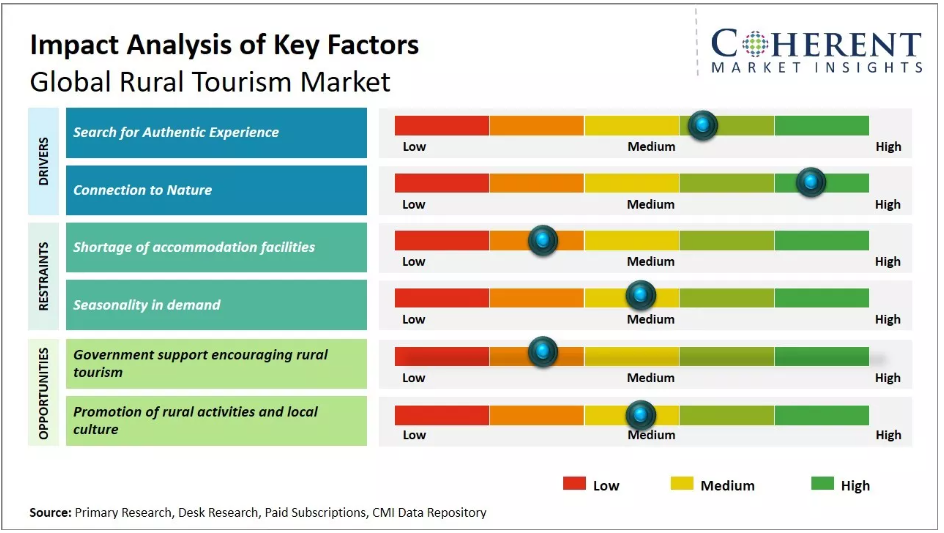 Impact Analysis of Key Factors
Global Rural Tourism Market
COHERENT
MARKET INSIGHTS
DRIVERS
Search for Authentic Experience
Low Medium High
Connection to Nature
Low Medium High
RESTRAINTS
Shortage of accommodation facilities
Low Medium High
Seasonality in demand
Low Medium High
OPPORTUNITIES
Government support encouraging rural
tourism
Low Medium High
Promotion of rural activities and local
culture
Low Medium High
Low Medium High
Source: Primary Research, Desk Research, Paid Subscriptions, CMI Data Repository